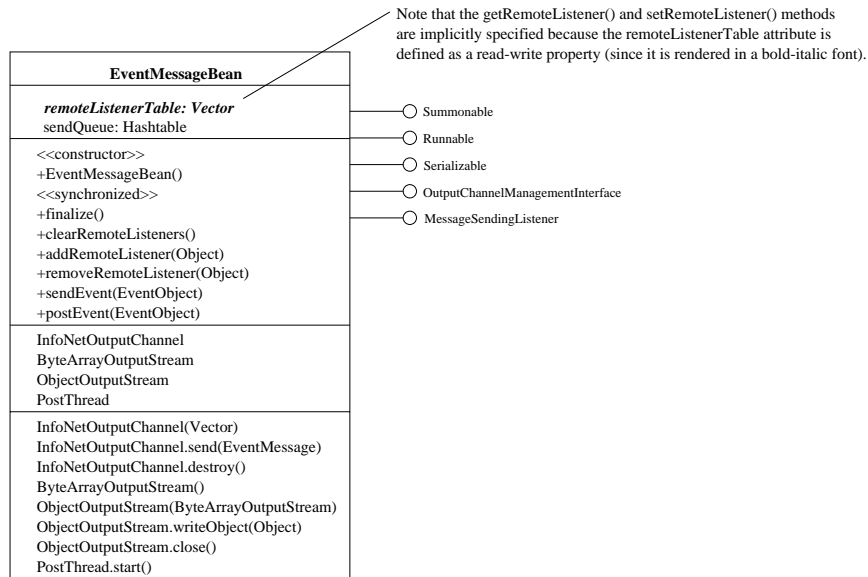 Note that the getRemoteListener() and setRemoteListener() methods
are implicitly specified because the remoteListenerTable attribute is
defined as a read-write property (since it is rendered in a bold-italic font).
EventMessageBean
remoteListenerTable: Vector
sendQueue: Hashtable
Summonable
Runnable
Serializable
OutputChannelManagementInterface
MessageSendingListener
<<constructor>>
+EventMessageBean()
<<synchronized>>
+finalize()
+clearRemoteListeners()
+addRemoteListener(Object)
+removeRemoteListener(Object)
+sendEvent(EventObject)
+postEvent(EventObject)
InfoNetOutputChannel
ByteArrayOutputStream
ObjectOutputStream
PostThread
InfoNetOutputChannel(Vector)
InfoNetOutputChannel.send(EventMessage)
InfoNetOutputChannel.destroy()
ByteArrayOutputStream()
ObjectOutputStream(ByteArrayOutputStream)
ObjectOutputStream.writeObject(Object)
ObjectOutputStream.close()
PostThread.start()